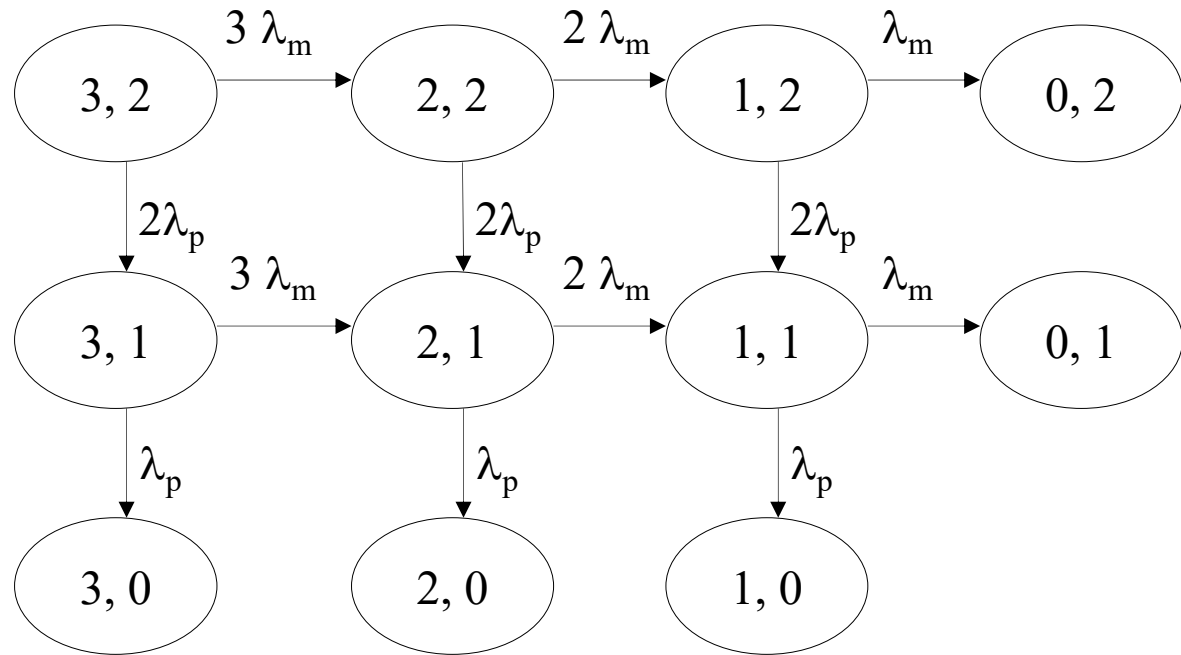 3 λm 2 λm λm
3, 2 2, 2 1, 2 0, 2
2λp 2λp 2λp
3 λm 2 λm λm
3, 1 2, 1 1, 1 0, 1
λp λp λp
3, 0 2, 0 1, 0